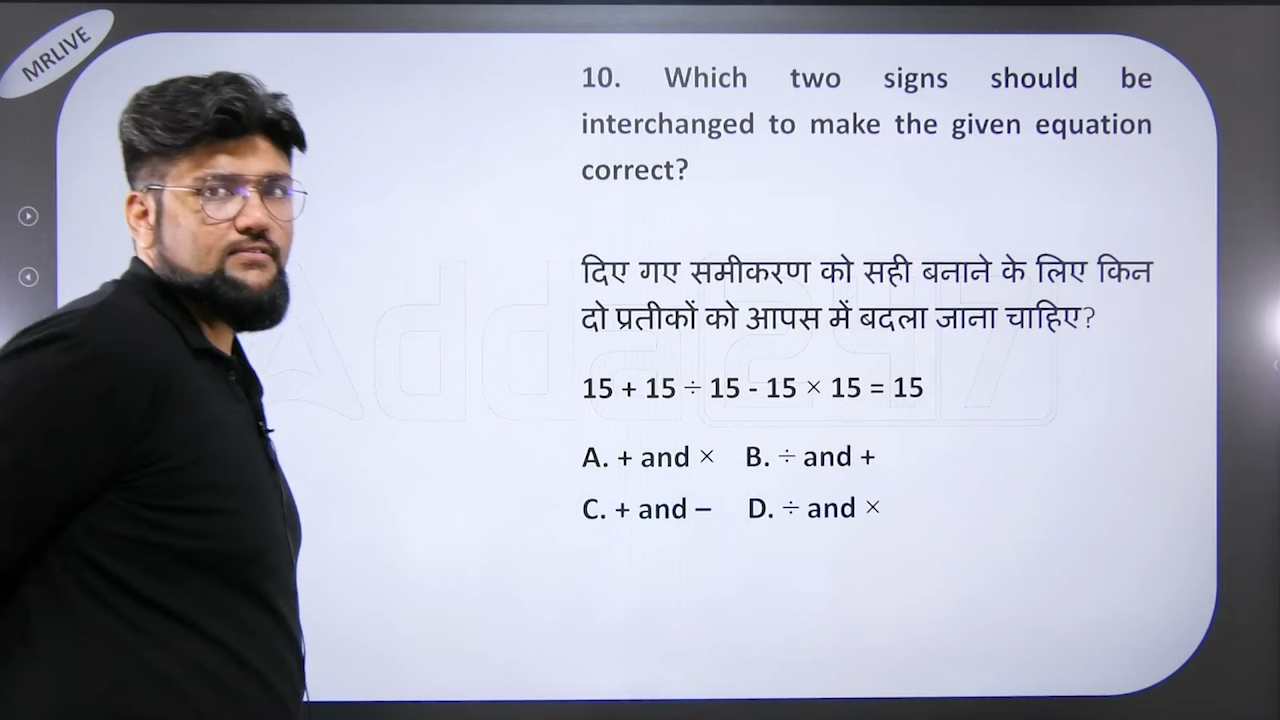 MRLIVE
10. Which two signs should be
interchanged to make the given equation
correct?
दिए गए समीकरण को सही बनाने के लिए किन
दो प्रतीकों को आपस में बदला जाना चाहिए?
15 + 15 ÷ 15 - 15 × 15 = 15
A. + and × B. ÷ and +
C. + and – D. ÷ and ×
Adda247